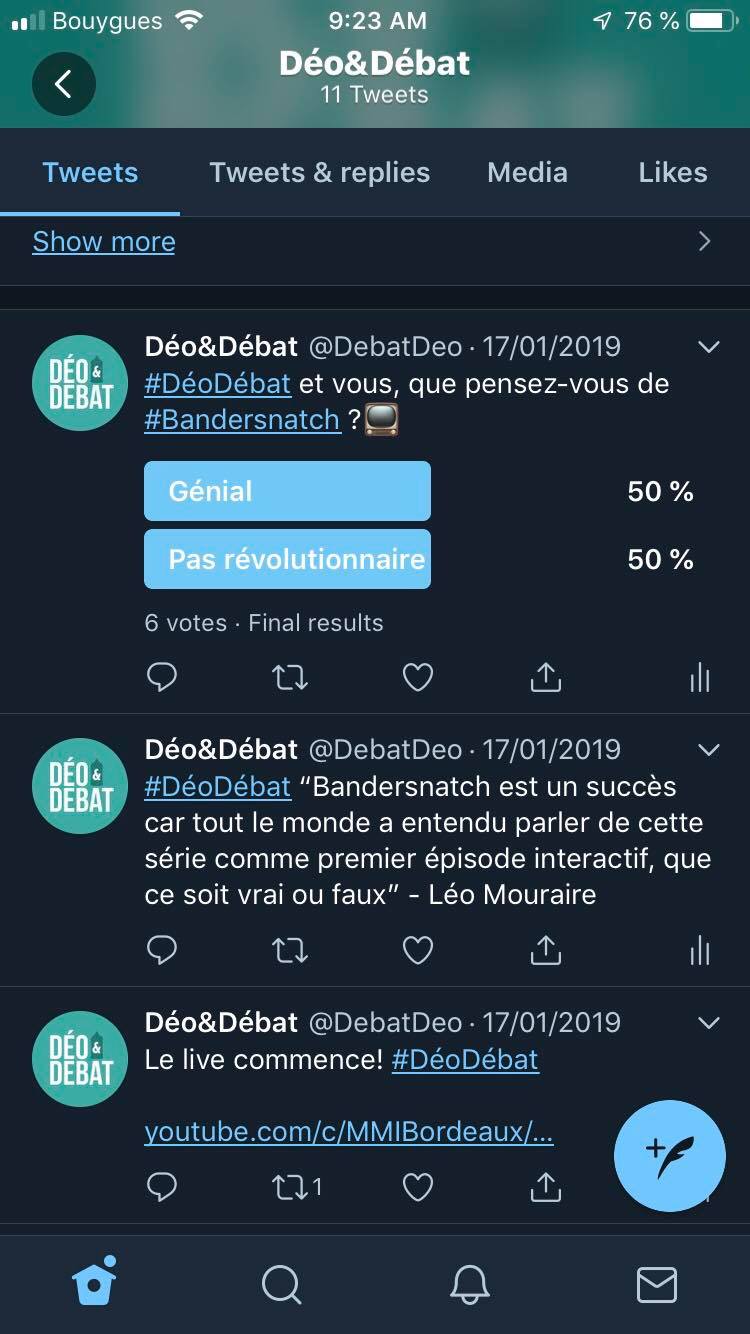 Bouygues 9:23 AM 76 %
Déo&Débat
11 Tweets
Tweets Tweets & replies Media Likes
Show more
Déo&Débat @DebatDeo · 17/01/2019
DÉO &
DÉBAT
#DéoDébat et vous, que pensez-vous de
#Bandersnatch ?
Génial 50 %
Pas révolutionnaire 50 %
6 votes · Final results
Déo&Débat @DebatDeo · 17/01/2019
DÉO &
DÉBAT
#DéoDébat “Bandersnatch est un succès
car tout le monde a entendu parler de cette
série comme premier épisode interactif, que
ce soit vrai ou faux” - Léo Mouraire
Déo&Débat @DebatDeo · 17/01/2019
DÉO &
DÉBAT
Le live commence! #DéoDébat
youtube.com/c/MMIBordeaux/...
1